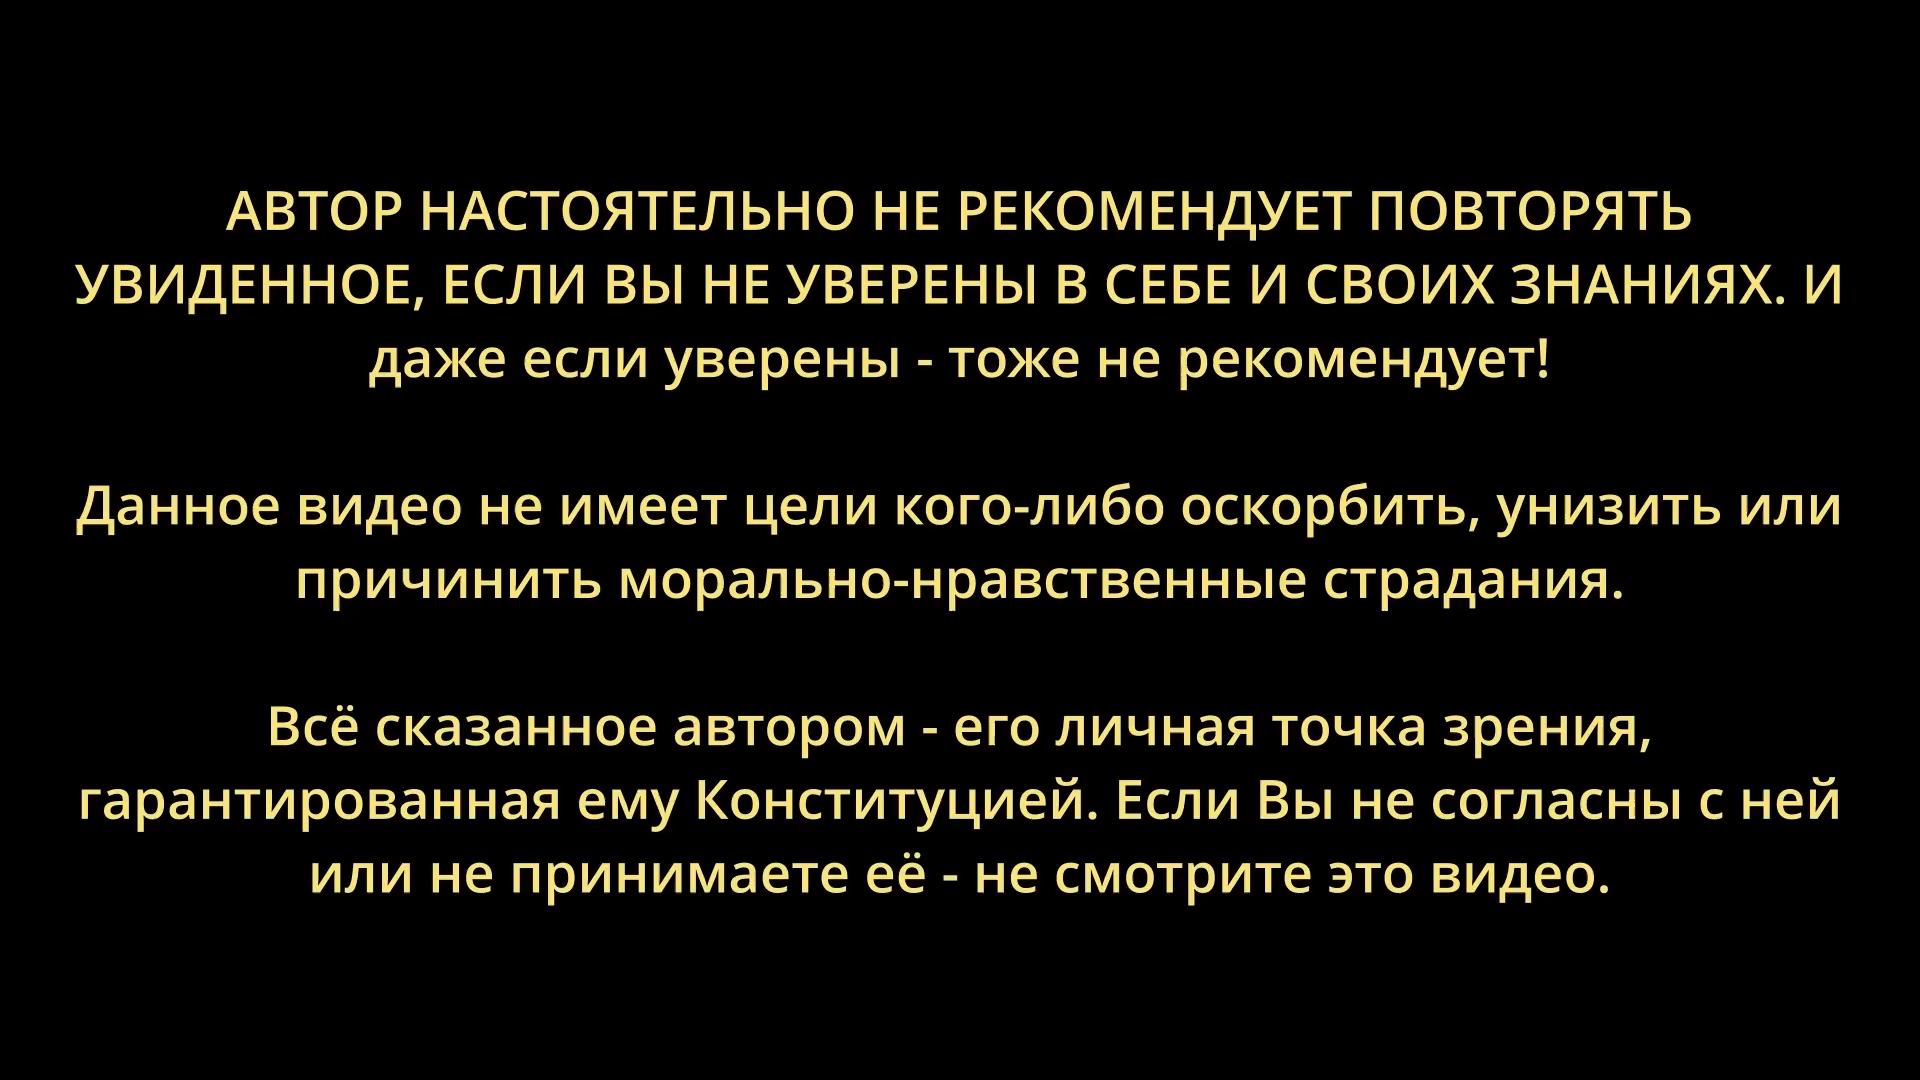 АВТОР НАСТОЯТЕЛЬНО НЕ РЕКОМЕНДУЕТ ПОВТОРЯТЬ
УВИДЕННОЕ, ЕСЛИ ВЫ НЕ УВЕРЕНЫ В СЕБЕ И СВОИХ ЗНАНИЯХ. И
даже если уверены - тоже не рекомендует!
Данное видео не имеет цели кого-либо оскорбить, унизить или
причинить морально-нравственные страдания.
Всё сказанное автором - его личная точка зрения,
гарантированная ему Конституцией. Если Вы не согласны с ней
или не принимаете её - не смотрите это видео.